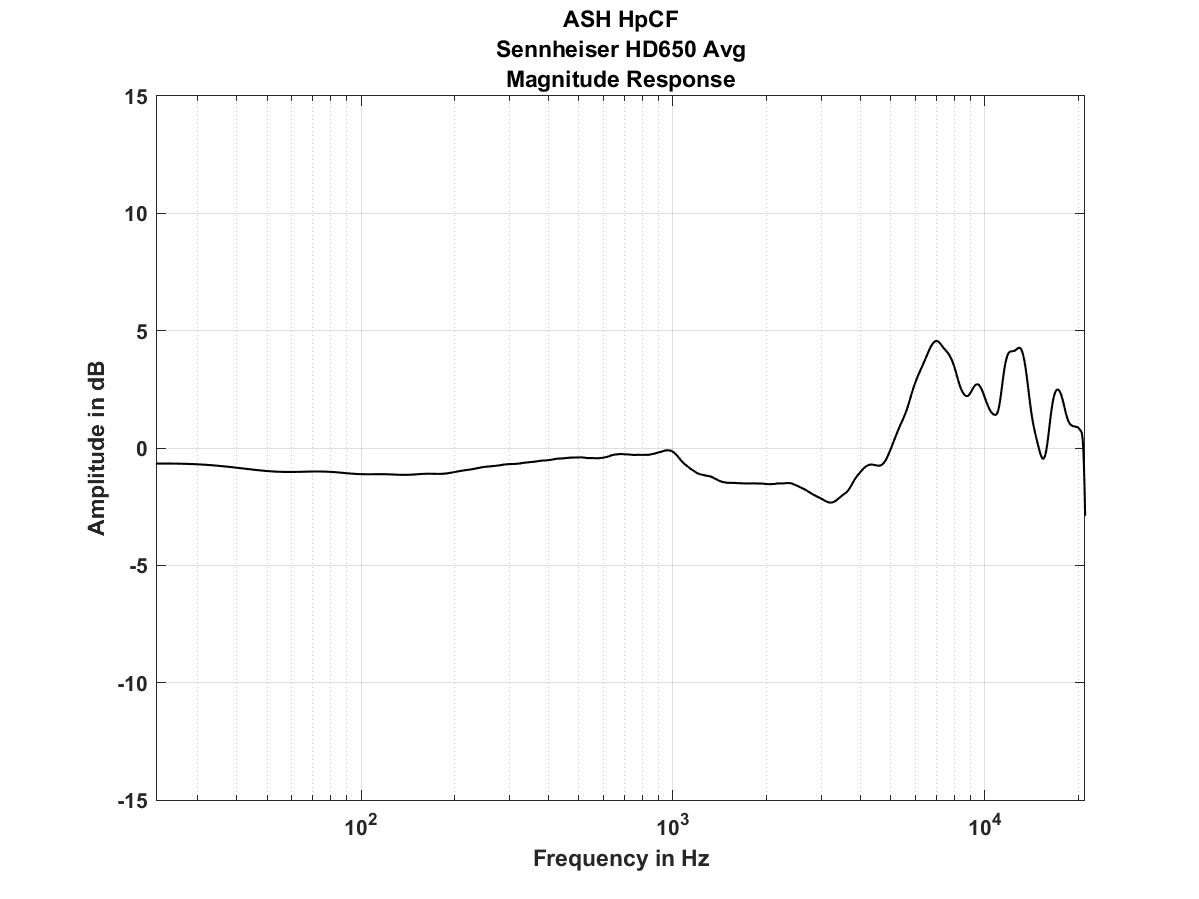 ASH HpCF
Sennheiser HD650 Avg
Magnitude Response
15
10
5
0
-5
-10
-15
Amplitude in dB
10²
10³
10⁴
Frequency in Hz